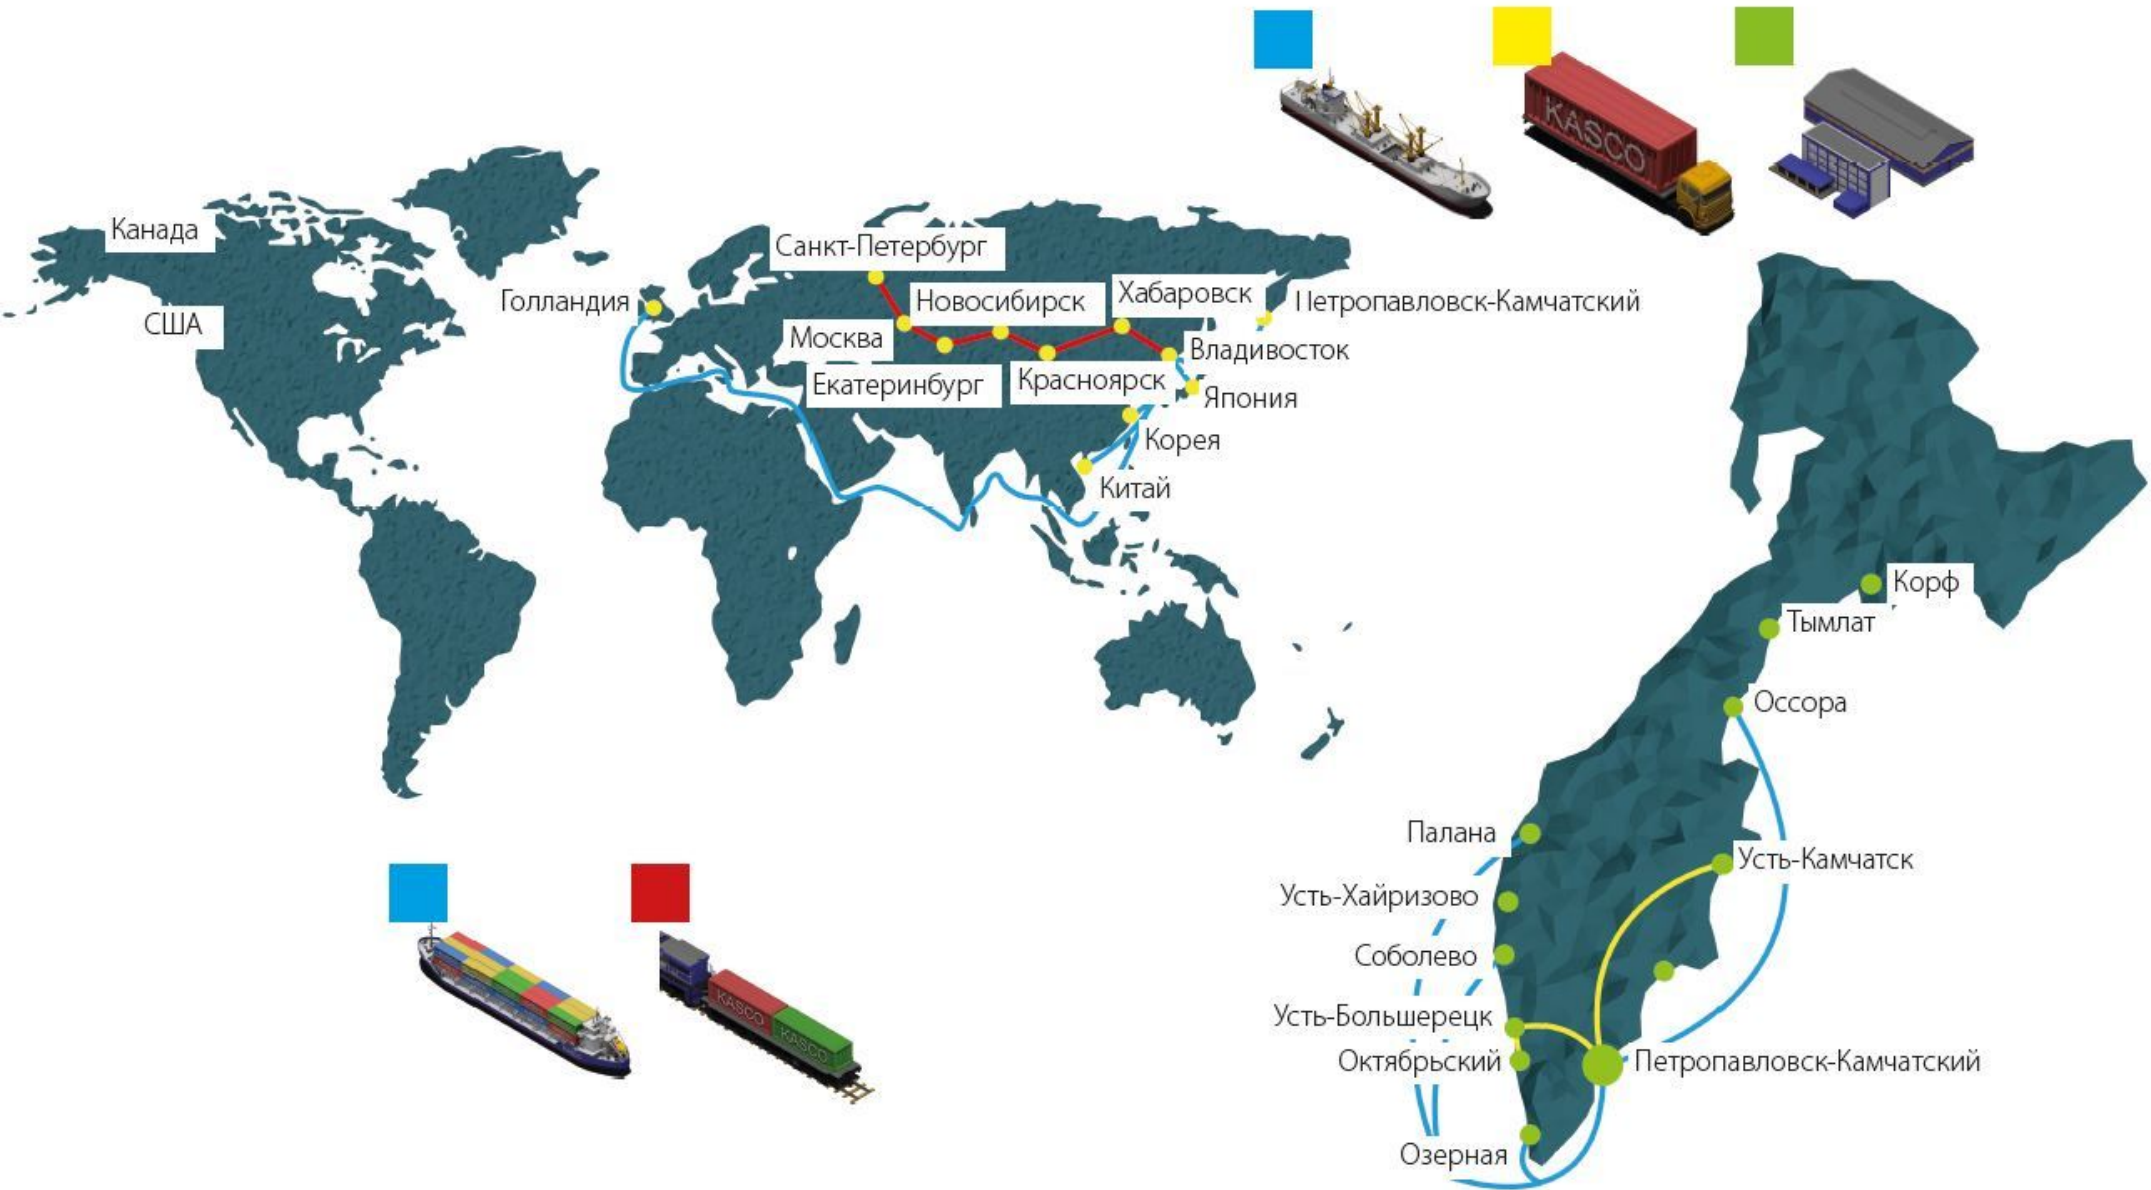 KASCO
Канада
США
Голландия
Санкт-Петербург
Новосибирск
Хабаровск
Петропавловск-Камчатский
Москва
Владивосток
Екатеринбург
Красноярск
Япония
Корея
Китай
Корф
Тымлат
Оссора
Палана
Усть-Камчатск
Усть-Хайризово
Соболево
Усть-Большерецк
Октябрьский
Петропавловск-Камчатский
Озерная
KASCO
KASCO